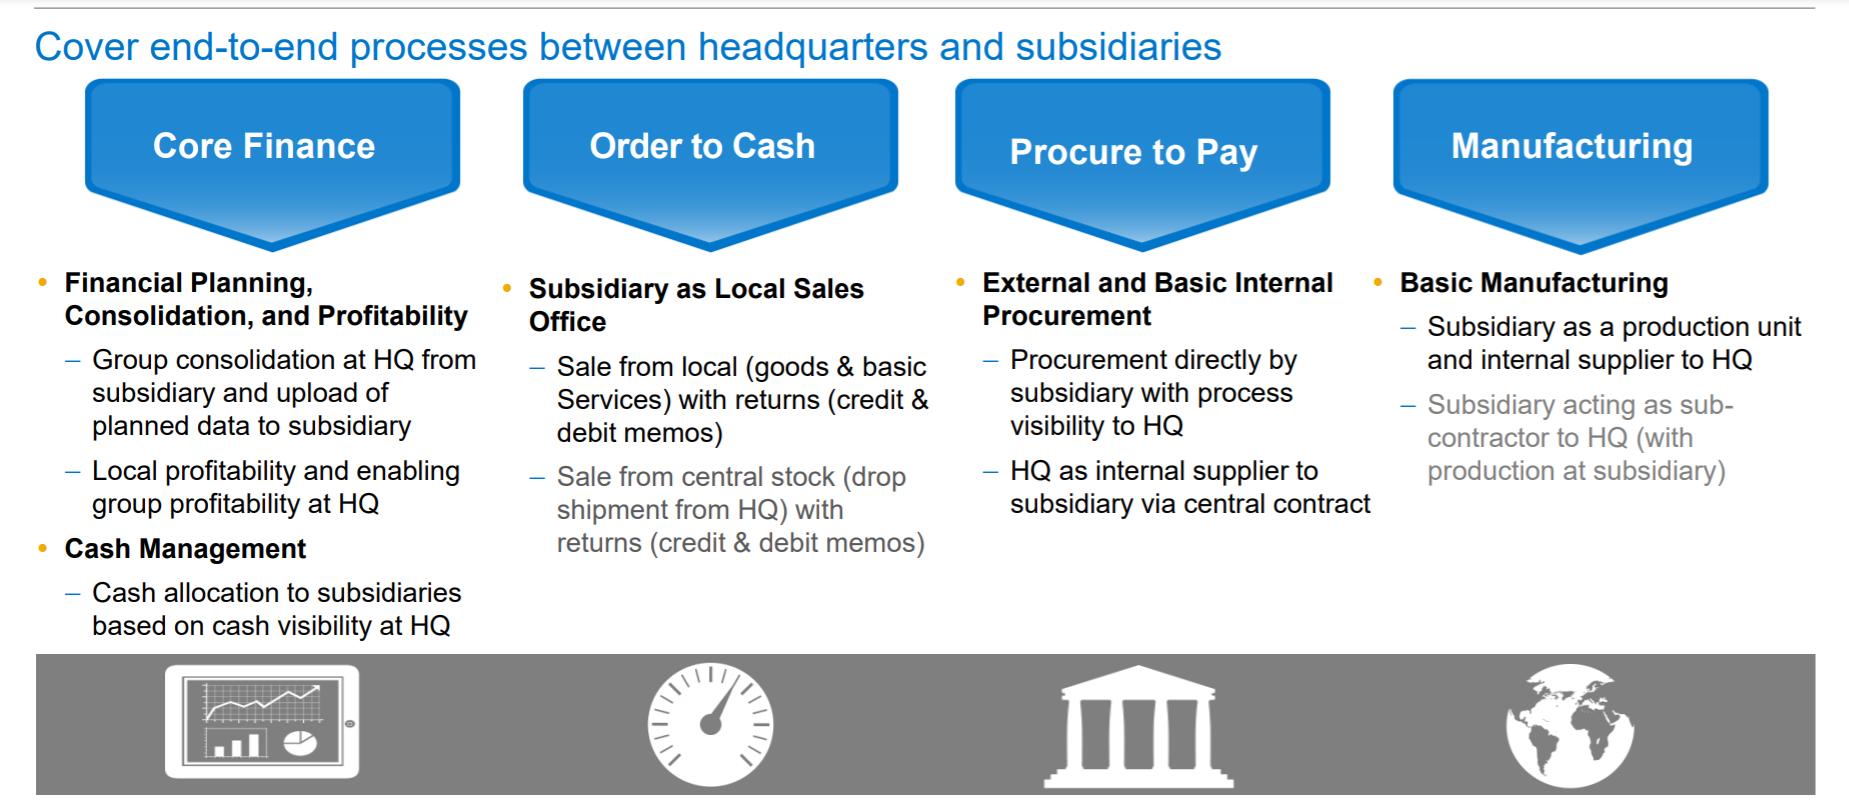 Cover end-to-end processes between headquarters and subsidiaries
Core Finance
• Financial Planning,
Consolidation, and Profitability
– Group consolidation at HQ from
subsidiary and upload of
planned data to subsidiary
– Local profitability and enabling
group profitability at HQ
• Cash Management
– Cash allocation to subsidiaries
based on cash visibility at HQ
Order to Cash
• Subsidiary as Local Sales
Office
– Sale from local (goods & basic
Services) with returns (credit &
debit memos)
– Sale from central stock (drop
shipment from HQ) with
returns (credit & debit memos)
Procure to Pay
• External and Basic Internal
Procurement
– Procurement directly by
subsidiary with process
visibility to HQ
– HQ as internal supplier to
subsidiary via central contract
Manufacturing
• Basic Manufacturing
– Subsidiary as a production unit
and internal supplier to HQ
– Subsidiary acting as sub-
contractor to HQ (with
production at subsidiary)